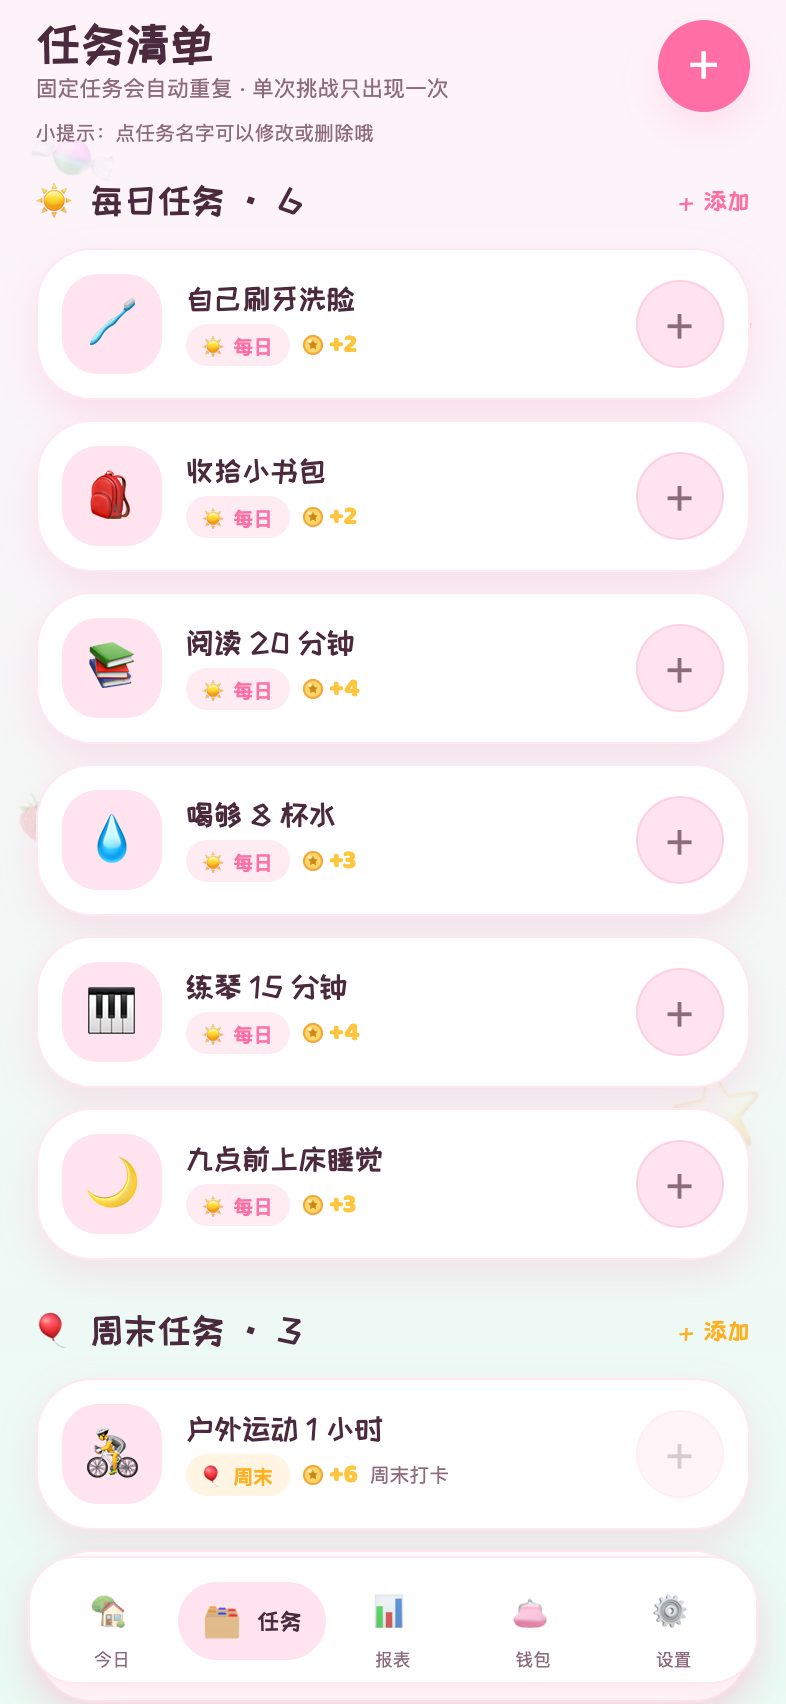 任务清单
固定任务会自动重复 · 单次挑战只出现一次
小提示：点任务名字可以修改或删除哦
每日任务 · 6
+ 添加
自己刷牙洗脸
每日 +2
收拾小书包
每日 +2
阅读 20 分钟
每日 +4
喝够 8 杯水
每日 +3
练琴 15 分钟
每日 +4
九点前上床睡觉
每日 +3
周末任务 · 3
+ 添加
户外运动 1 小时
周末 +6 周末打卡
今日 任务 报表 钱包 设置